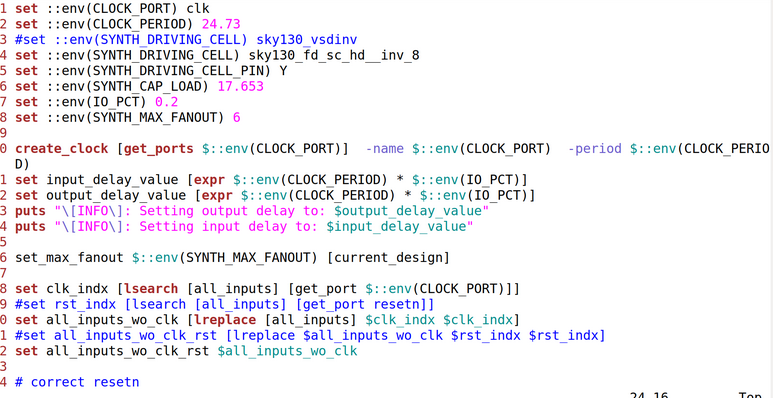 1 set ::env(CLOCK_PORT) clk
2 set ::env(CLOCK_PERIOD) 24.73
3 #set ::env(SYNTH_DRIVING_CELL) sky130_vsdinv
4 set ::env(SYNTH_DRIVING_CELL) sky130_fd_sc_hd__inv_8
5 set ::env(SYNTH_DRIVING_CELL_PIN) Y
6 set ::env(SYNTH_CAP_LOAD) 17.653
7 set ::env(IO_PCT) 0.2
8 set ::env(SYNTH_MAX_FANOUT) 6
9
0 create_clock [get_ports $::env(CLOCK_PORT)]  -name $::env(CLOCK_PORT)  -period $::env(CLOCK_PERIO
D)
1 set input_delay_value [expr $::env(CLOCK_PERIOD) * $::env(IO_PCT)]
2 set output_delay_value [expr $::env(CLOCK_PERIOD) * $::env(IO_PCT)]
3 puts "\[INFO\]: Setting output delay to: $output_delay_value"
4 puts "\[INFO\]: Setting input delay to: $input_delay_value"
5
6 set_max_fanout $::env(SYNTH_MAX_FANOUT) [current_design]
7
8 set clk_indx [lsearch [all_inputs] [get_port $::env(CLOCK_PORT)]]
9 #set rst_indx [lsearch [all_inputs] [get_port resetn]]
0 set all_inputs_wo_clk [lreplace [all_inputs] $clk_indx $clk_indx]
1 #set all_inputs_wo_clk_rst [lreplace $all_inputs_wo_clk $rst_indx $rst_indx]
2 set all_inputs_wo_clk_rst $all_inputs_wo_clk
3
4 # correct resetn
24,16 Top